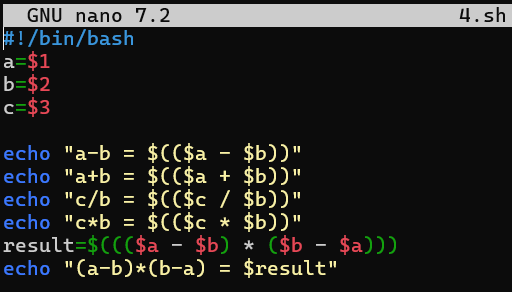 GNU nano 7.2 4.sh
#!/bin/bash
a=$1
b=$2
c=$3
echo "a-b = $(($a - $b))"
echo "a+b = $(($a + $b))"
echo "c/b = $(($c / $b))"
echo "c*b = $(($c * $b))"
result=$((($a - $b) * ($b - $a)))
echo "(a-b)*(b-a) = $result"